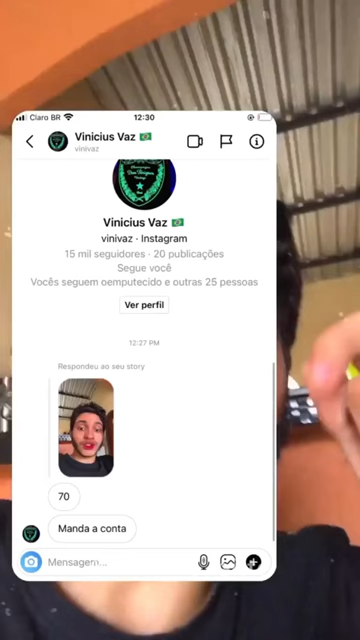 Claro BR
12:30
Vinicius Vaz 🇧🇷
vinivaz
Vinicius Vaz 🇧🇷
vinivaz · Instagram
15 mil seguidores · 20 publicações
Segue você
Vocês seguem oemputecido e outras 25 pessoas
Ver perfil
12:27 PM
Respondeu ao seu story
70
Manda a conta
Mensagem...